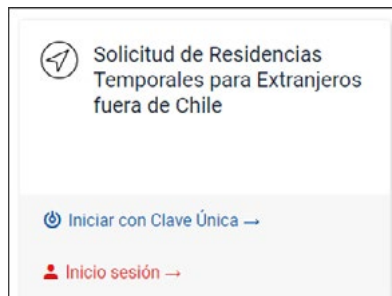 Solicitud de Residencias
Temporales para Extranjeros
fuera de Chile
Iniciar con Clave Única →
Inicio sesión →